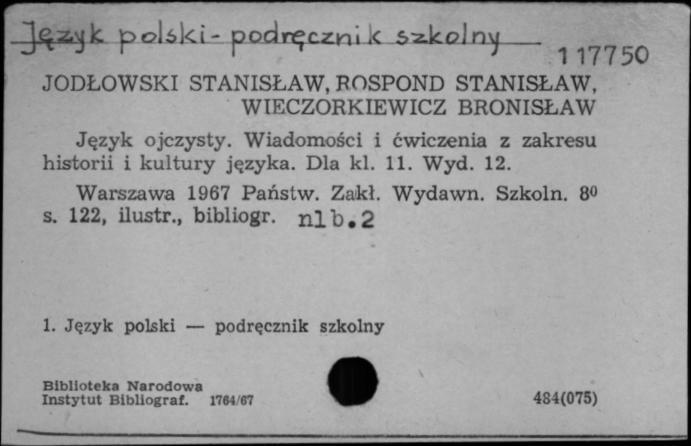 Język polski - podręcznik szkolny
117750
JODŁOWSKI STANISŁAW, ROSPOND STANISŁAW,
WIECZORKIEWICZ BRONISŁAW
Język ojczysty. Wiadomości i ćwiczenia z zakresu
historii i kultury języka. Dla kl. 11. Wyd. 12.
Warszawa 1967 Państw. Zakł. Wydawn. Szkoln. 8⁰
s. 122, ilustr., bibliogr. nlb.2
1. Język polski — podręcznik szkolny
Biblioteka Narodowa
Instytut Bibliograf. 1764/67
484(075)